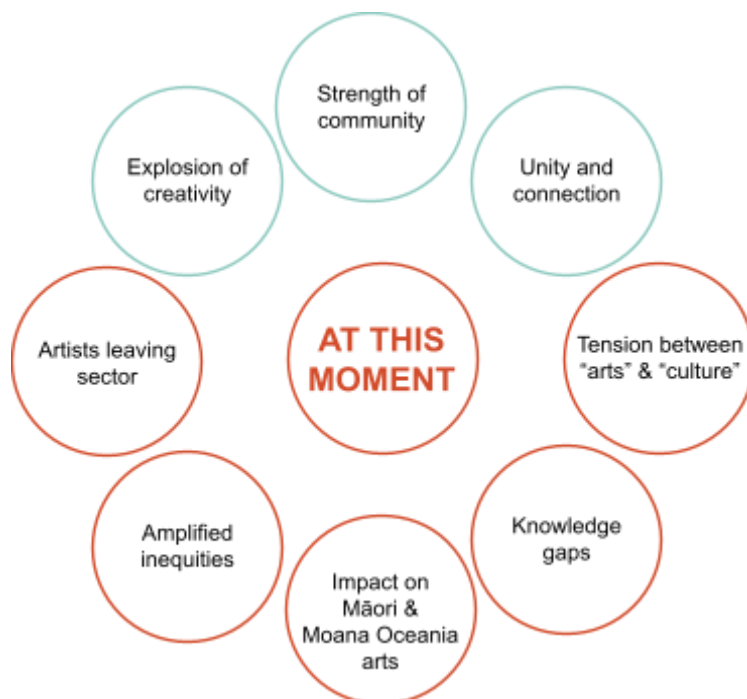 Strength of
community
Explosion of
creativity
Unity and
connection
Artists leaving
sector
AT THIS
MOMENT
Tension between
“arts” & “culture”
Amplified
inequities
Knowledge
gaps
Impact on
Māori &
Moana Oceania
arts